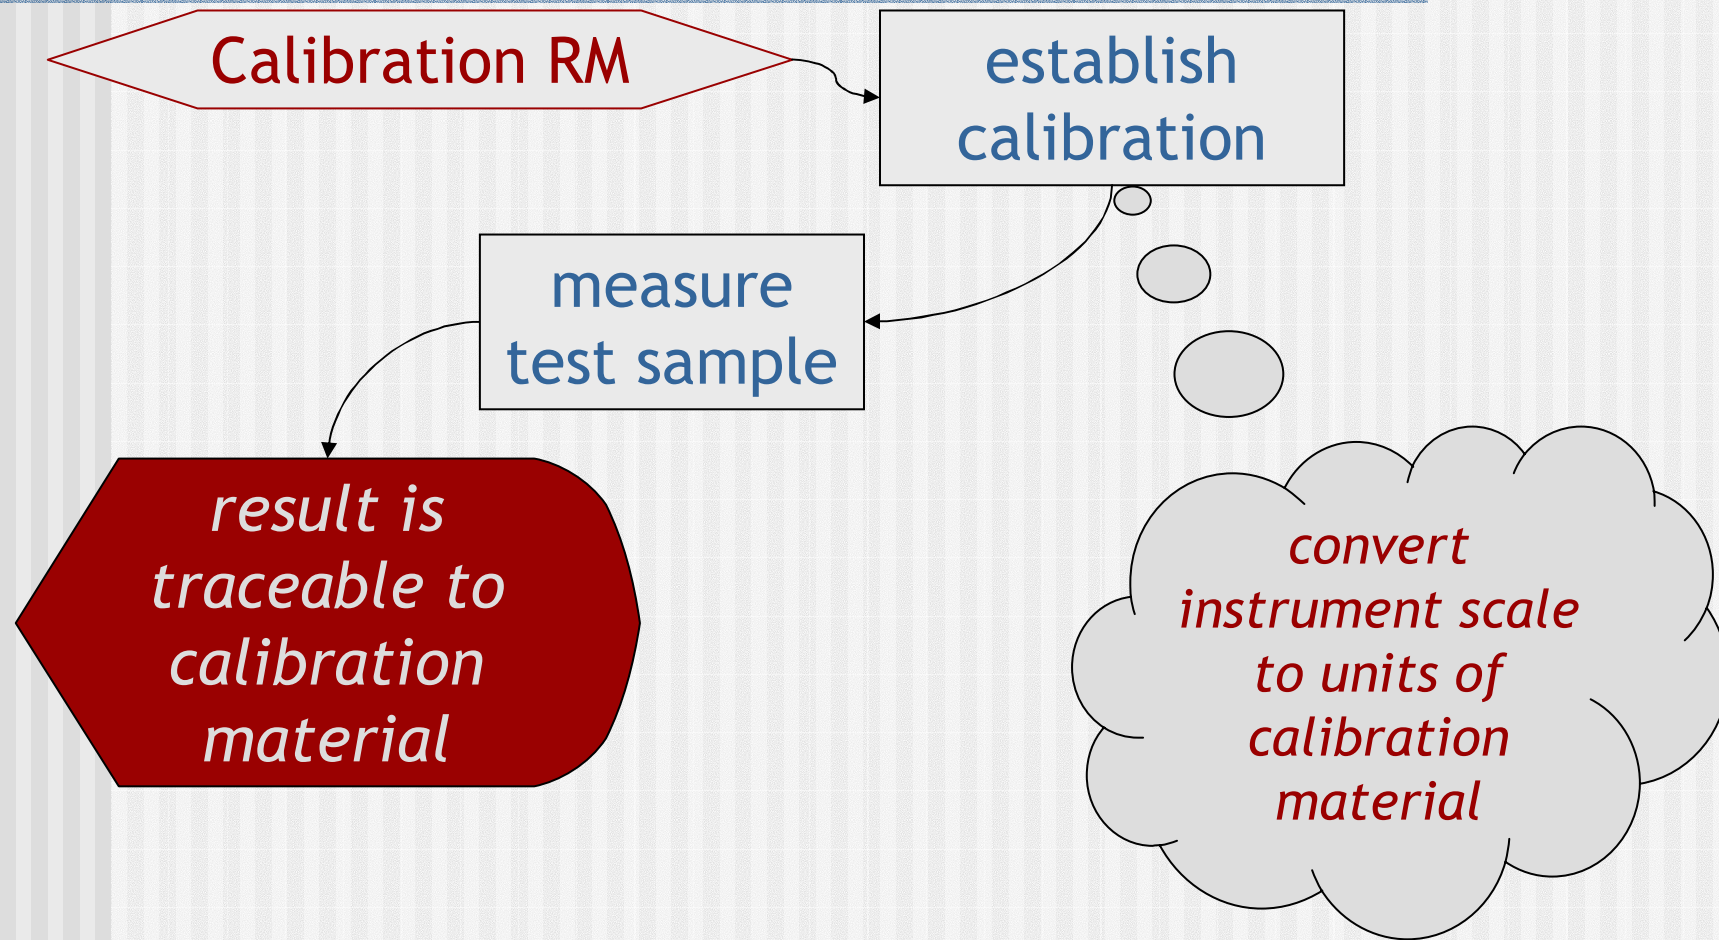 Calibration RM
establish
calibration
measure
test sample
result is
traceable to
calibration
material
convert
instrument scale
to units of
calibration
material